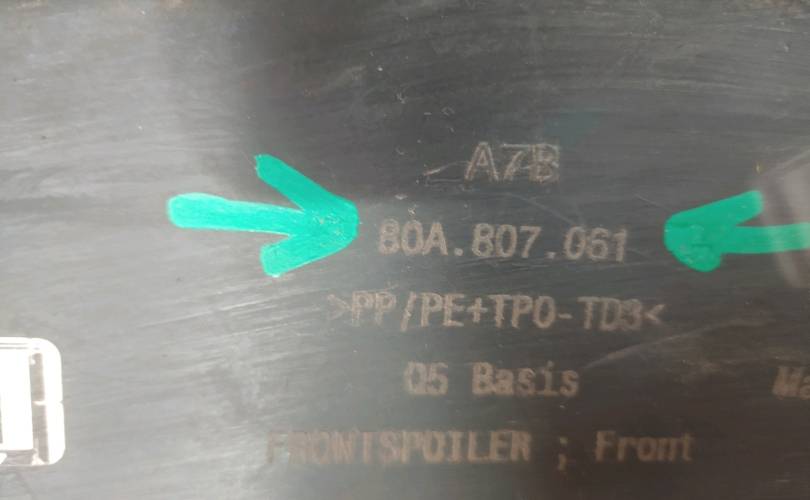 A7B
80A.807.061
>PP/PE+TPO-TD3<
Q5 Basis
FRONTSPOILER ; Front